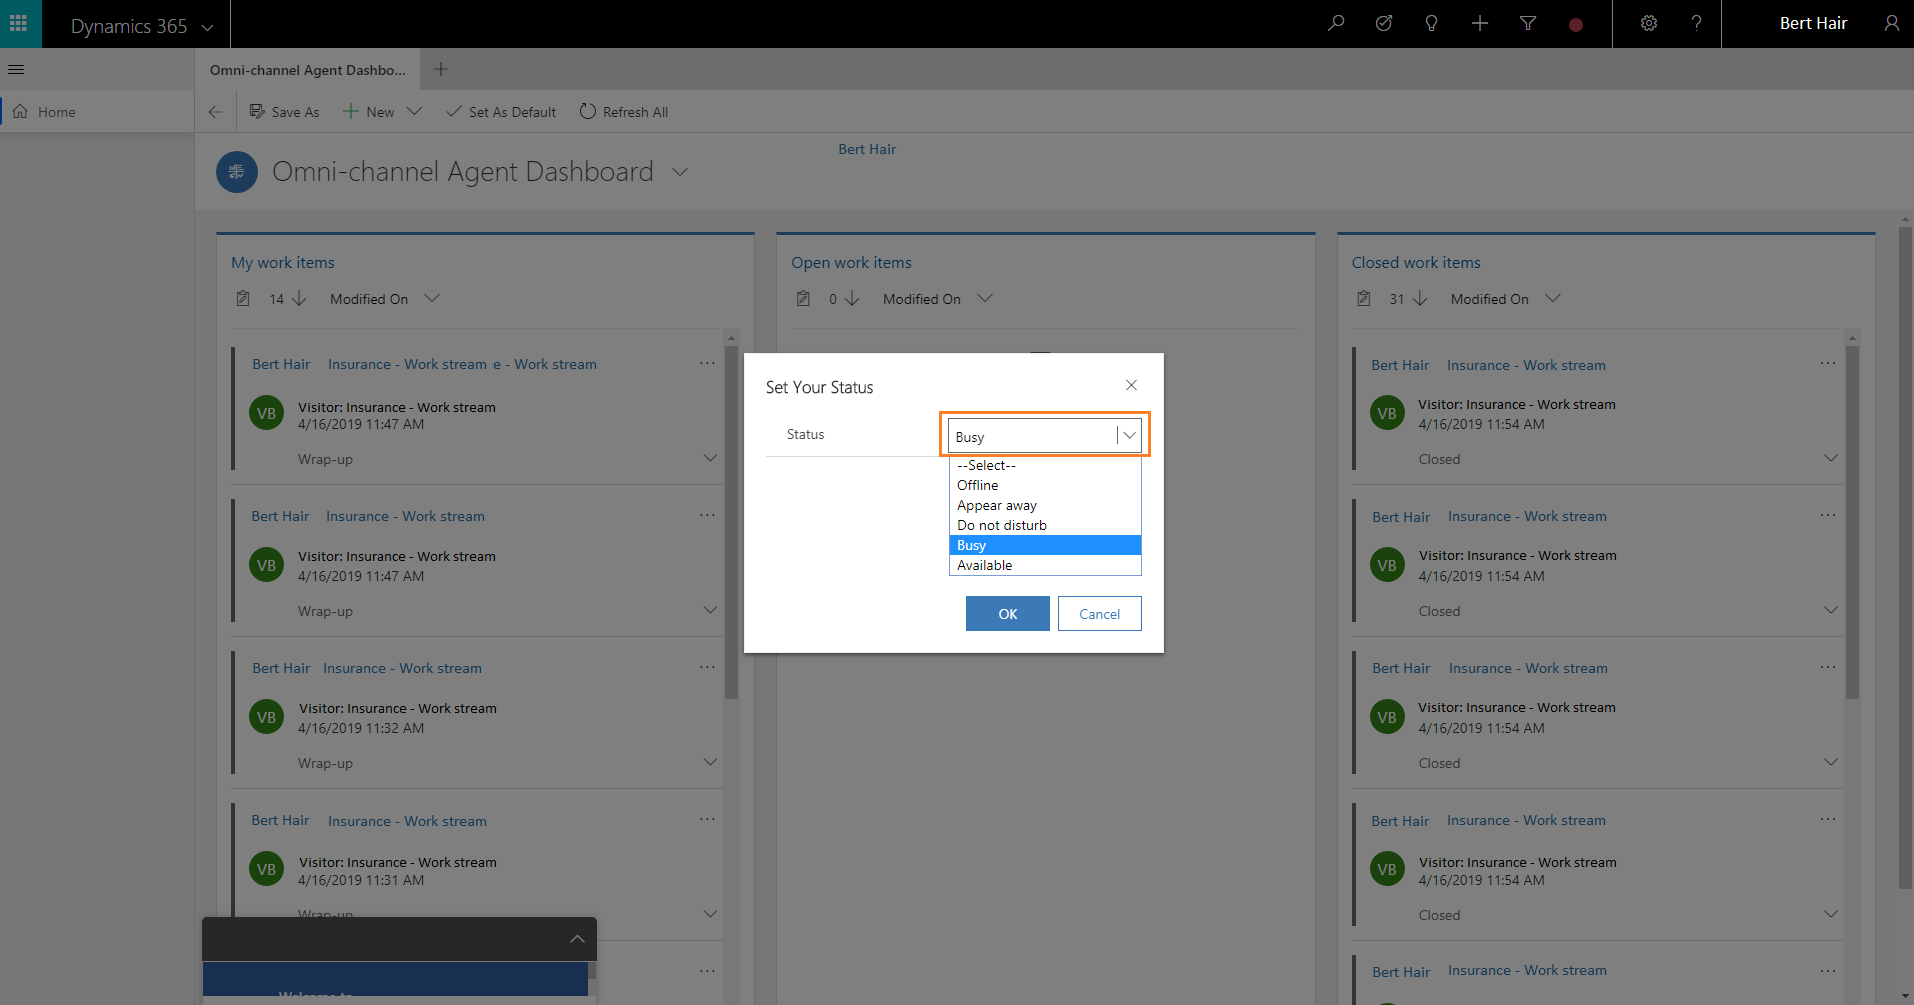 Dynamics 365
Bert Hair
Omni-channel Agent Dashbo...
Home
Save As
New
Set As Default
Refresh All
Bert Hair
Omni-channel Agent Dashboard
My work items
14
Modified On
Bert Hair Insurance - Work stream e - Work stream
VB
Visitor: Insurance - Work stream
4/16/2019 11:47 AM
Wrap-up
Bert Hair Insurance - Work stream
VB
Visitor: Insurance - Work stream
4/16/2019 11:47 AM
Wrap-up
Bert Hair Insurance - Work stream
VB
Visitor: Insurance - Work stream
4/16/2019 11:32 AM
Wrap-up
Bert Hair Insurance - Work stream
VB
Visitor: Insurance - Work stream
4/16/2019 11:31 AM
Wrap-up
Welcome to
Open work items
0
Modified On
Set Your Status
Status
Busy
--Select--
Offline
Appear away
Do not disturb
Busy
Available
OK
Cancel
Closed work items
31
Modified On
Bert Hair Insurance - Work stream
VB
Visitor: Insurance - Work stream
4/16/2019 11:54 AM
Closed
Bert Hair Insurance - Work stream
VB
Visitor: Insurance - Work stream
4/16/2019 11:54 AM
Closed
Bert Hair Insurance - Work stream
VB
Visitor: Insurance - Work stream
4/16/2019 11:54 AM
Closed
Bert Hair Insurance - Work stream
VB
Visitor: Insurance - Work stream
4/16/2019 11:54 AM
Closed
Bert Hair Insurance - Work stream